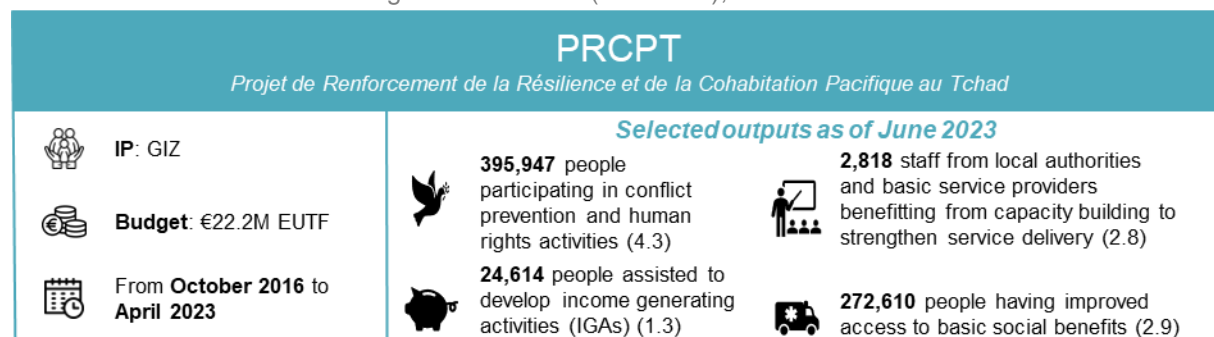 PRCPT
Projet de Renforcement de la Résilience et de la Cohabitation Pacifique au Tchad
IP: GIZ
Budget: €22.2M EUTF
From October 2016 to
April 2023
Selected outputs as of June 2023
395,947 people
participating in conflict
prevention and human
rights activities (4.3)
24,614 people assisted to
develop income generating
activities (IGAs) (1.3)
2,818 staff from local authorities
and basic service providers
benefitting from capacity building to
strengthen service delivery (2.8)
272,610 people having improved
access to basic social benefits (2.9)